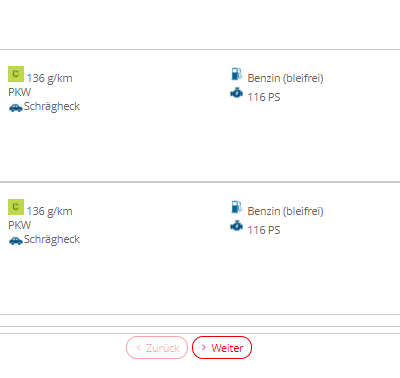 C 136 g/km
PKW
Schrägheck
Benzin (bleifrei)
116 PS
C 136 g/km
PKW
Schrägheck
Benzin (bleifrei)
116 PS
Zurück
Weiter